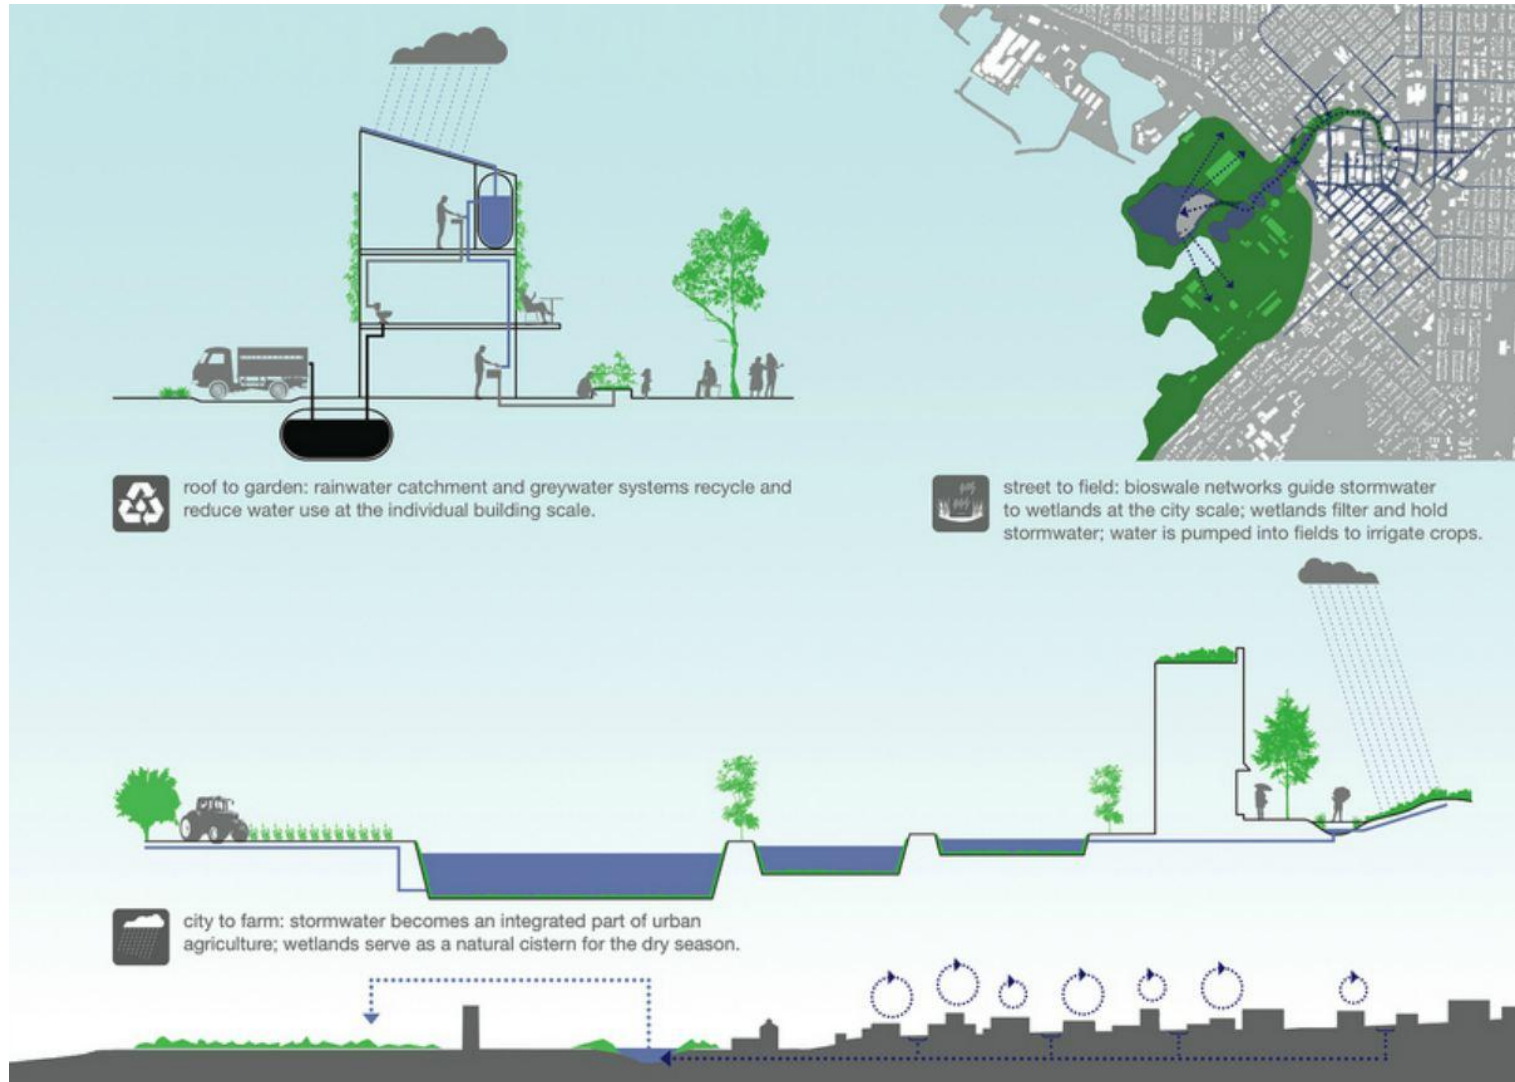 roof to garden: rainwater catchment and greywater systems recycle and
reduce water use at the individual building scale.
street to field: bioswale networks guide stormwater
to wetlands at the city scale; wetlands filter and hold
stormwater; water is pumped into fields to irrigate crops.
city to farm: stormwater becomes an integrated part of urban
agriculture; wetlands serve as a natural cistern for the dry season.